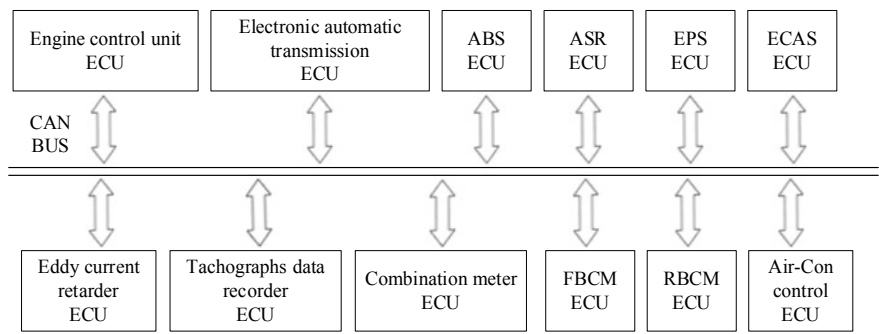 Engine control unit
ECU
Electronic automatic
transmission
ECU
ABS
ECU
ASR
ECU
EPS
ECU
ECAS
ECU
CAN
BUS
Eddy current
retarder
ECU
Tachographs data
recorder
ECU
Combination meter
ECU
FBCM
ECU
RBCM
ECU
Air-Con
control
ECU